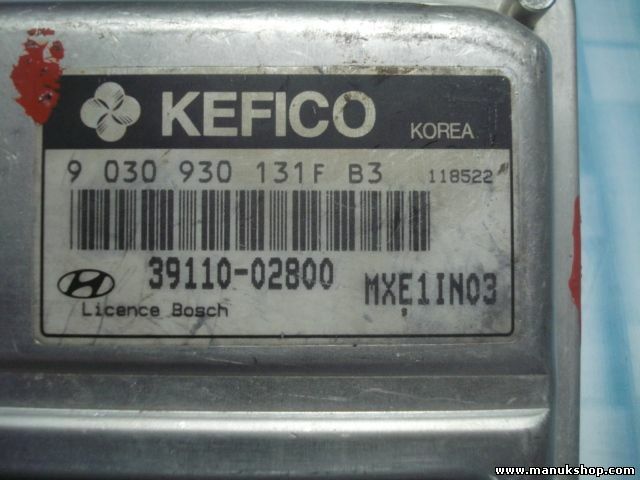 KEFICO KOREA
9 030 930 131F B3 118522
39110-02800 MXE1IN03
Licence Bosch
www.manukshop.com